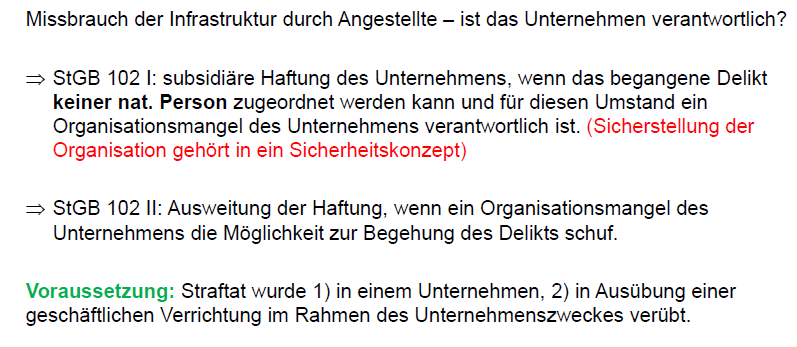 Missbrauch der Infrastruktur durch Angestellte – ist das Unternehmen verantwortlich?
⇒ StGB 102 I: subsidiäre Haftung des Unternehmens, wenn das begangene Delikt
keiner nat. Person zugeordnet werden kann und für diesen Umstand ein
Organisationsmangel des Unternehmens verantwortlich ist. (Sicherstellung der
Organisation gehört in ein Sicherheitskonzept)
⇒ StGB 102 II: Ausweitung der Haftung, wenn ein Organisationsmangel des
Unternehmens die Möglichkeit zur Begehung des Delikts schuf.
Voraussetzung: Straftat wurde 1) in einem Unternehmen, 2) in Ausübung einer
geschäftlichen Verrichtung im Rahmen des Unternehmenszweckes verübt.